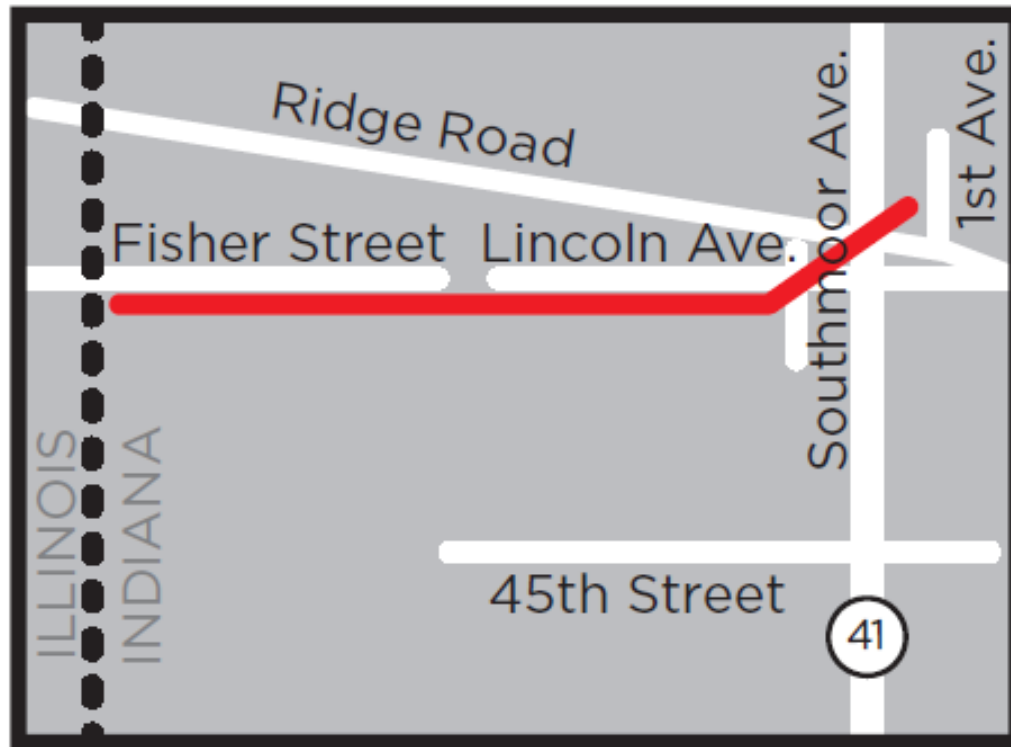 Ridge Road
Southmoor Ave.
1st Ave.
Fisher Street
Lincoln Ave.
ILLINOIS
INDIANA
45th Street
41